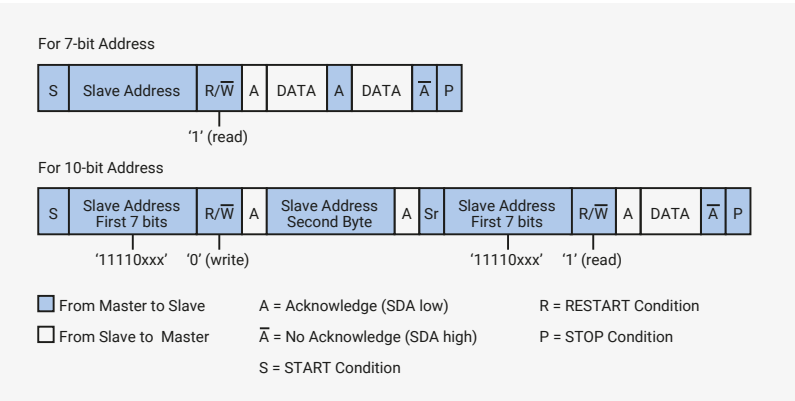 For 7-bit Address
S Slave Address R/W̅ A DATA A DATA A̅ P
‘1’ (read)
For 10-bit Address
S Slave Address First 7 bits R/W̅ A Slave Address Second Byte A Sr Slave Address First 7 bits R/W̅ A DATA A̅ P
‘11110xxx’ ‘0’ (write) ‘11110xxx’ ‘1’ (read)
From Master to Slave A = Acknowledge (SDA low) R = RESTART Condition
From Slave to Master A̅ = No Acknowledge (SDA high) P = STOP Condition
S = START Condition